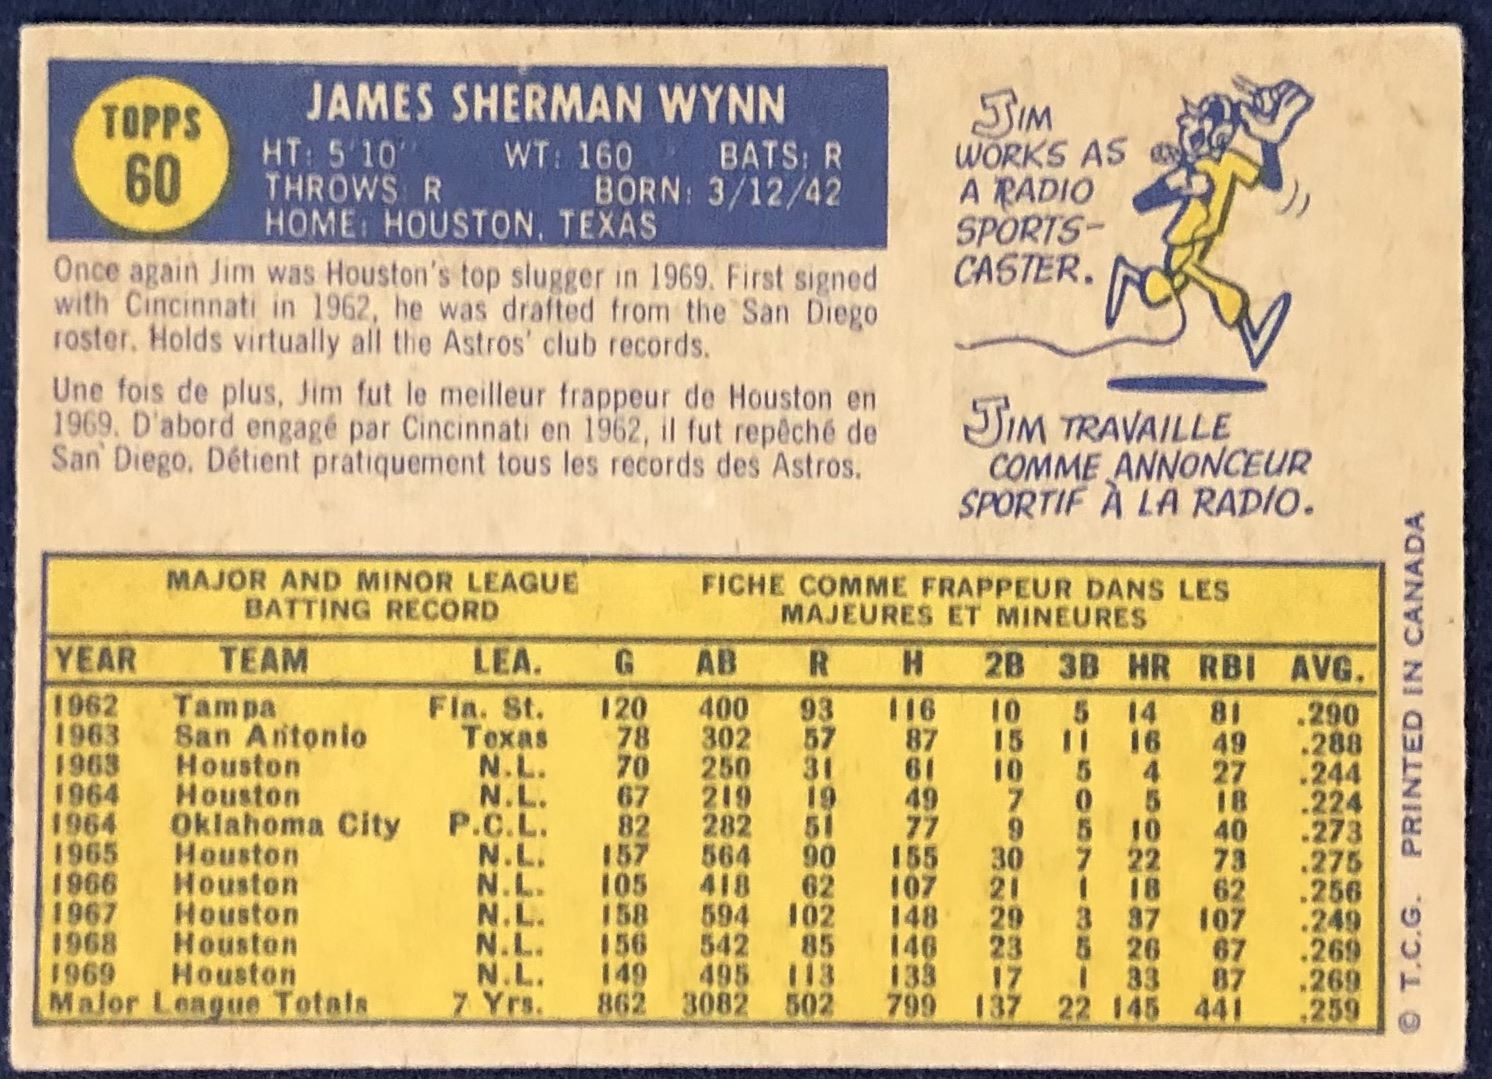 TOPPS
60
JAMES SHERMAN WYNN
HT: 5'10" WT: 160 BATS: R
THROWS: R BORN: 3/12/42
HOME: HOUSTON, TEXAS
Once again Jim was Houston's top slugger in 1969. First signed
with Cincinnati in 1962, he was drafted from the San Diego
roster. Holds virtually all the Astros' club records.
Une fois de plus, Jim fut le meilleur frappeur de Houston en
1969. D'abord engagé par Cincinnati en 1962, il fut repêché de
San Diego. Détient pratiquement tous les records des Astros.
JIM
WORKS AS
A RADIO
SPORTS-
CASTER.
JIM TRAVAILLE
COMME ANNONCEUR
SPORTIF À LA RADIO.
MAJOR AND MINOR LEAGUE
BATTING RECORD
FICHE COMME FRAPPEUR DANS LES
MAJEURES ET MINEURES
YEAR TEAM LEA. G AB R H 2B 3B HR RBI AVG.
1962 Tampa Fla. St. 120 400 93 116 10 5 14 81 .290
1963 San Antonio Texas 78 302 57 87 15 11 16 49 .288
1963 Houston N.L. 70 250 31 61 10 5 4 27 .244
1964 Houston N.L. 67 219 19 49 7 0 5 18 .224
1964 Oklahoma City P.C.L. 82 282 51 77 9 5 10 40 .273
1965 Houston N.L. 157 564 90 155 30 7 22 73 .275
1966 Houston N.L. 105 418 62 107 21 1 18 62 .256
1967 Houston N.L. 158 594 102 148 29 3 37 107 .249
1968 Houston N.L. 156 542 85 146 23 5 26 67 .269
1969 Houston N.L. 149 495 113 133 17 1 33 87 .269
Major League Totals 7 Yrs. 862 3082 502 799 137 22 145 441 .259
© T.C.G. PRINTED IN CANADA